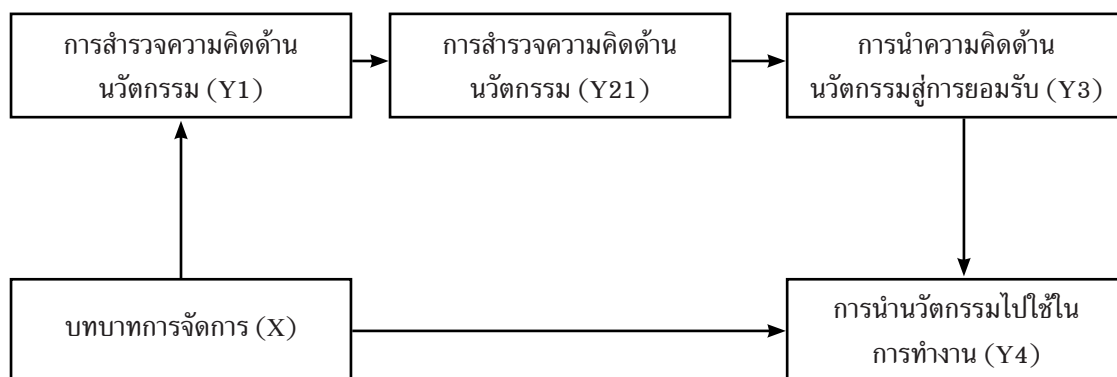 การสำรวจความคิดด้าน
นวัตกรรม (Y1)
การสำรวจความคิดด้าน
นวัตกรรม (Y21)
การนำความคิดด้าน
นวัตกรรมสู่การยอมรับ (Y3)
บทบาทการจัดการ (X)
การนำนวัตกรรมไปใช้ใน
การทำงาน (Y4)